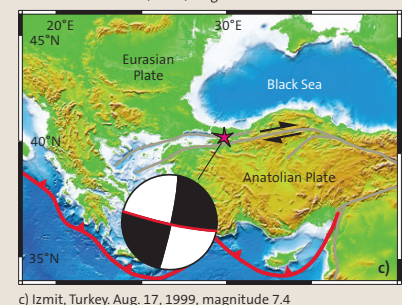 20°E 30°E
45°N
Eurasian
Plate
Black Sea
40°N
Anatolian Plate
35°N
c)
c) Izmit, Turkey. Aug. 17, 1999, magnitude 7.4